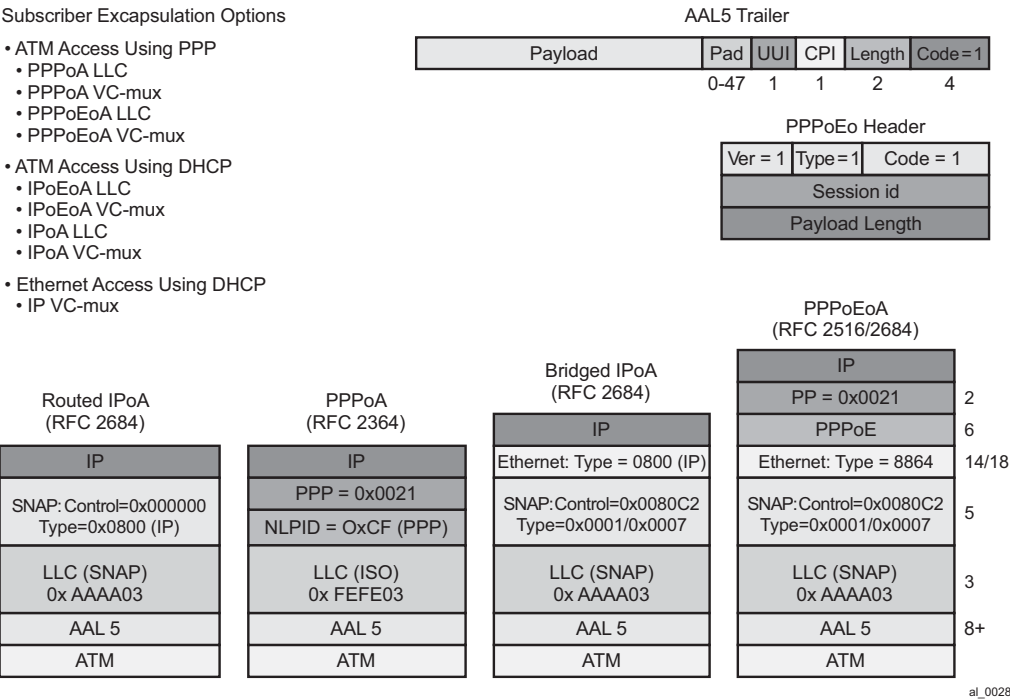 Subscriber Excapsulation Options
• ATM Access Using PPP
• PPPoA LLC
• PPPoA VC-mux
• PPPoEoA LLC
• PPPoEoA VC-mux
• ATM Access Using DHCP
• IPoEoA LLC
• IPoEoA VC-mux
• IPoA LLC
• IPoA VC-mux
• Ethernet Access Using DHCP
• IP VC-mux
AAL5 Trailer
Payload Pad UUI CPI Length Code=1
0-47 1 1 2 4
PPPoEo Header
Ver = 1 Type=1 Code = 1
Session id
Payload Length
Routed IPoA
(RFC 2684)
IP
SNAP:Control=0x000000
Type=0x0800 (IP)
LLC (SNAP)
0x AAAA03
AAL 5
ATM
PPPoA
(RFC 2364)
IP
PPP = 0x0021
NLPID = OxCF (PPP)
LLC (ISO)
0x FEFE03
AAL 5
ATM
Bridged IPoA
(RFC 2684)
IP
Ethernet: Type = 0800 (IP)
SNAP:Control=0x0080C2
Type=0x0001/0x0007
LLC (SNAP)
0x AAAA03
AAL 5
ATM
PPPoEoA
(RFC 2516/2684)
IP
PP = 0x0021 2
PPPoE 6
Ethernet: Type = 8864 14/18
SNAP:Control=0x0080C2
Type=0x0001/0x0007
5
LLC (SNAP)
0x AAAA03
3
AAL 5 8+
ATM
al_0028